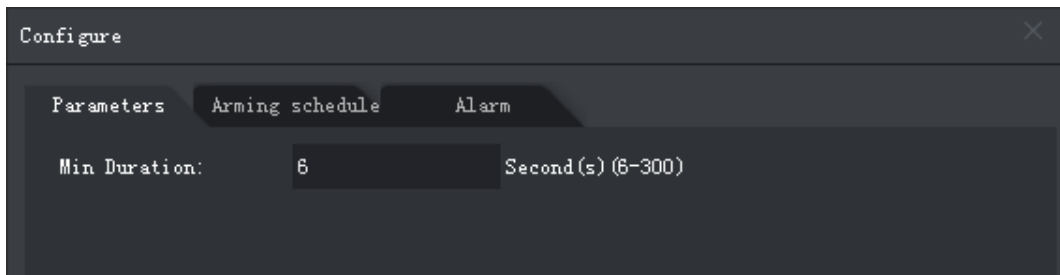 Configure
Parameters Arming schedule Alarm
Min Duration: 6 Second(s)(6-300)